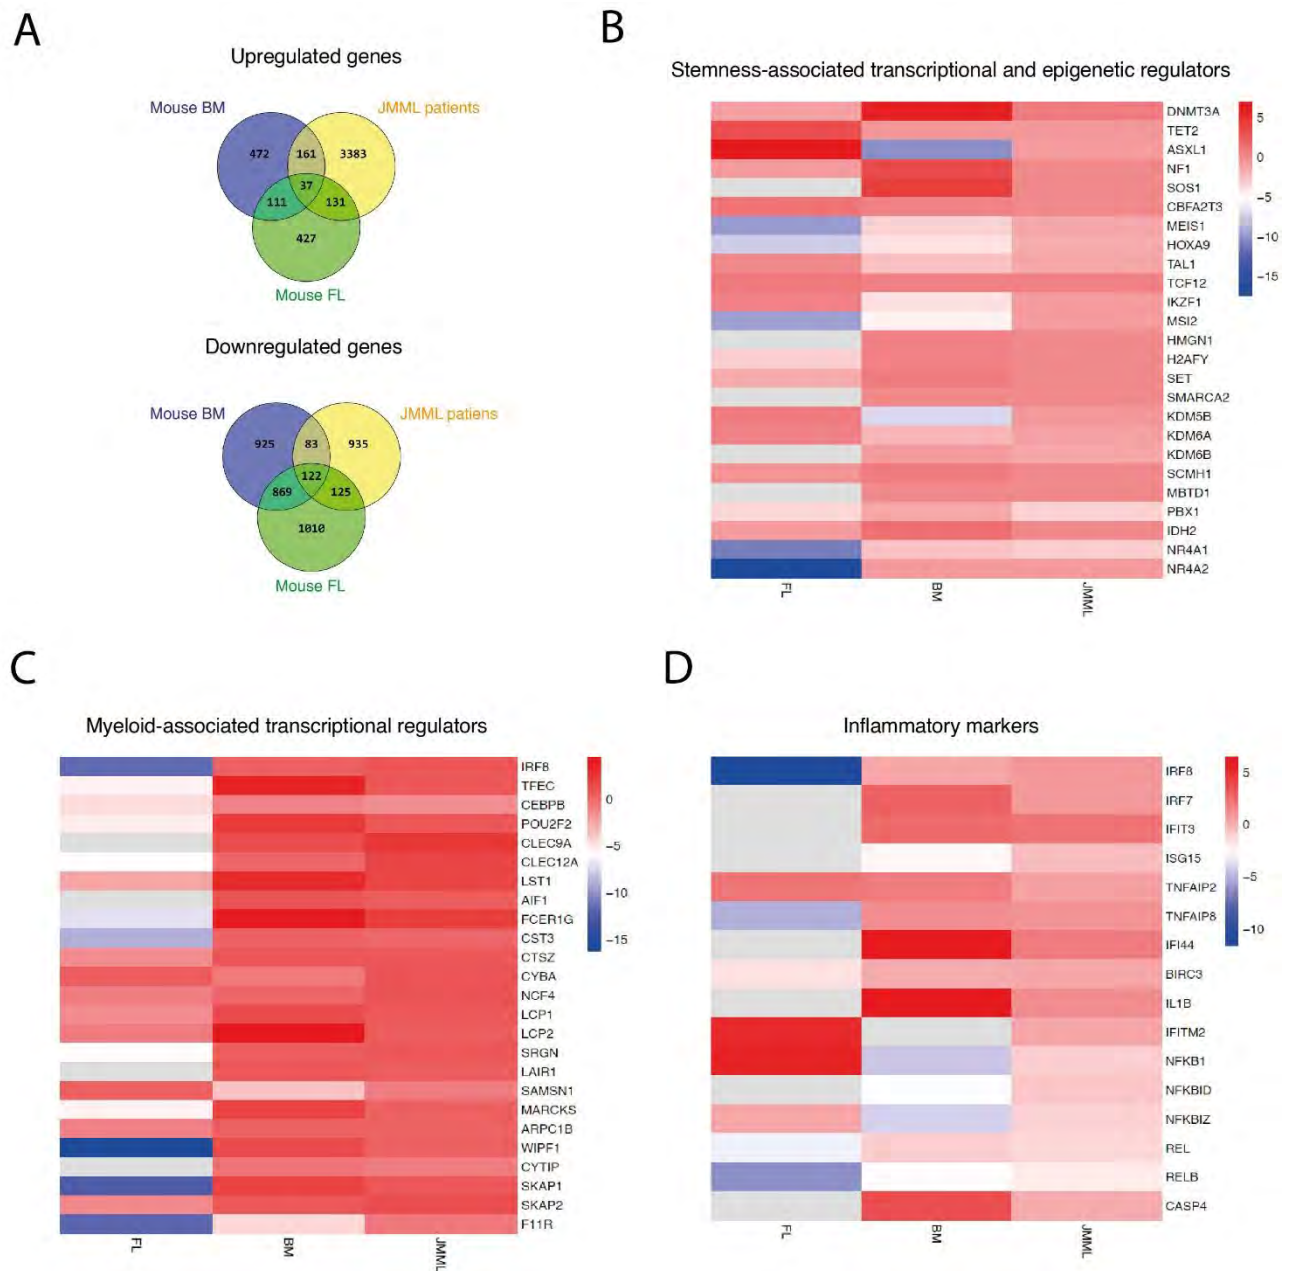 A
Upregulated genes
Mouse BM
JMML patients
472
161
3383
37
111
131
427
Mouse FL
Downregulated genes
Mouse BM
JMML patiens
925
83
935
122
869
125
1010
Mouse FL
B
Stemness-associated transcriptional and epigenetic regulators
DNMT3A
TET2
ASXL1
NF1
SOS1
CBFA2T3
MEIS1
HOXA9
TAL1
TCF12
IKZF1
MSI2
HMGN1
H2AFY
SET
SMARCA2
KDM5B
KDM6A
KDM6B
SCMH1
MBTD1
PBX1
IDH2
NR4A1
NR4A2
5
0
−5
−10
−15
FL
BM
JMML
C
Myeloid-associated transcriptional regulators
IRF8
TFEC
CEBPB
POU2F2
CLEC9A
CLEC12A
LST1
AIF1
FCER1G
CST3
CTSZ
CYBA
NCF4
LCP1
LCP2
SRGN
LAIR1
SAMSN1
MARCKS
ARPC1B
WIPF1
CYTIP
SKAP1
SKAP2
F11R
0
−5
−10
−15
FL
BM
JMML
D
Inflammatory markers
IRF8
IRF7
IFIT3
ISG15
TNFAIP2
TNFAIP8
IFI44
BIRC3
IL1B
IFITM2
NFKB1
NFKBID
NFKBIZ
REL
RELB
CASP4
5
0
−5
−10
FL
BM
JMML